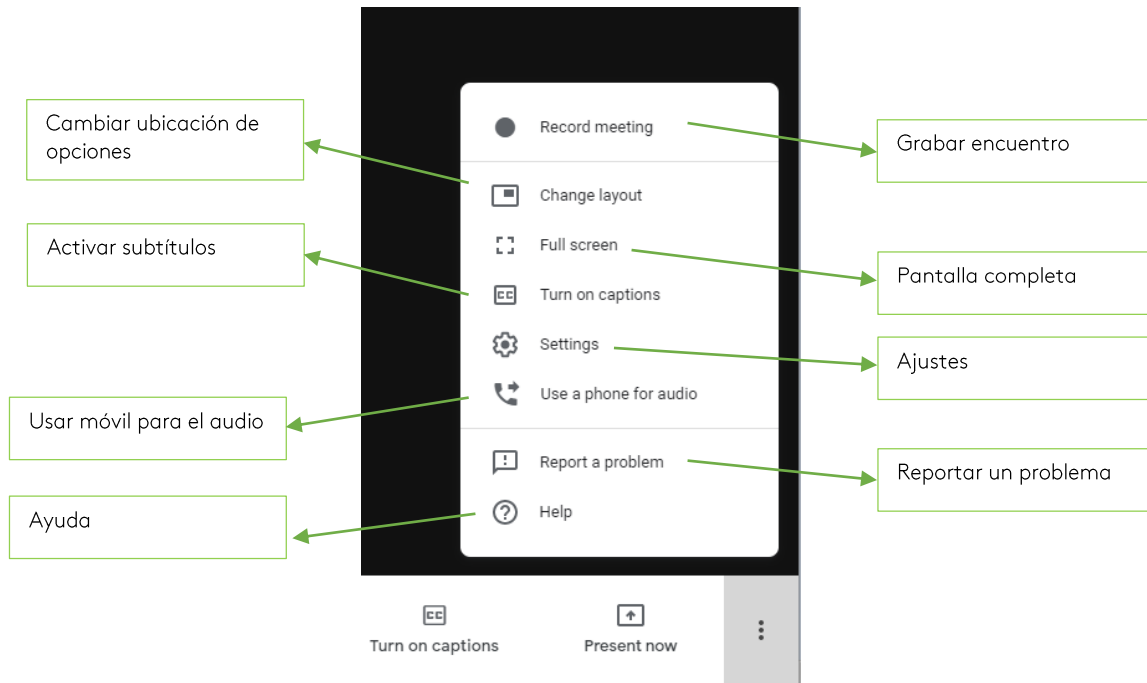 Cambiar ubicación de
opciones
Activar subtítulos
Usar móvil para el audio
Ayuda
Record meeting
Change layout
Full screen
Turn on captions
Settings
Use a phone for audio
Report a problem
Help
Turn on captions
Present now
Grabar encuentro
Pantalla completa
Ajustes
Reportar un problema